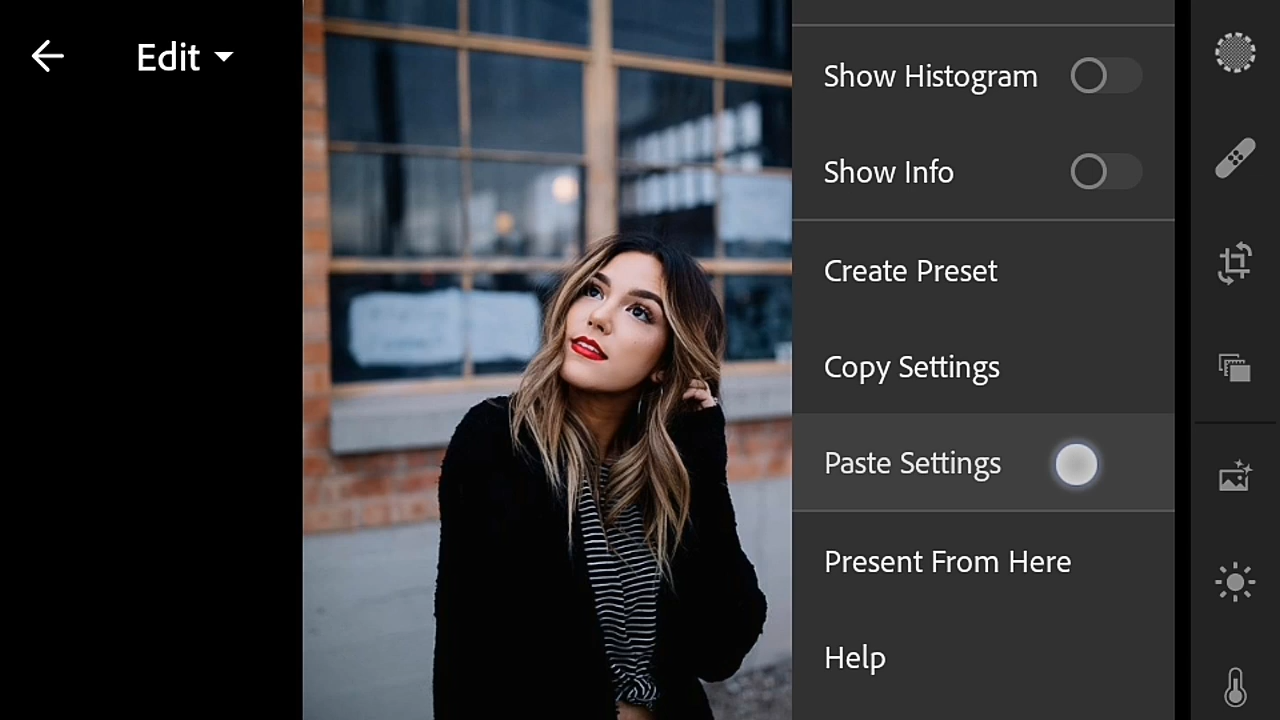 Edit
Show Histogram
Show Info
Create Preset
Copy Settings
Paste Settings
Present From Here
Help